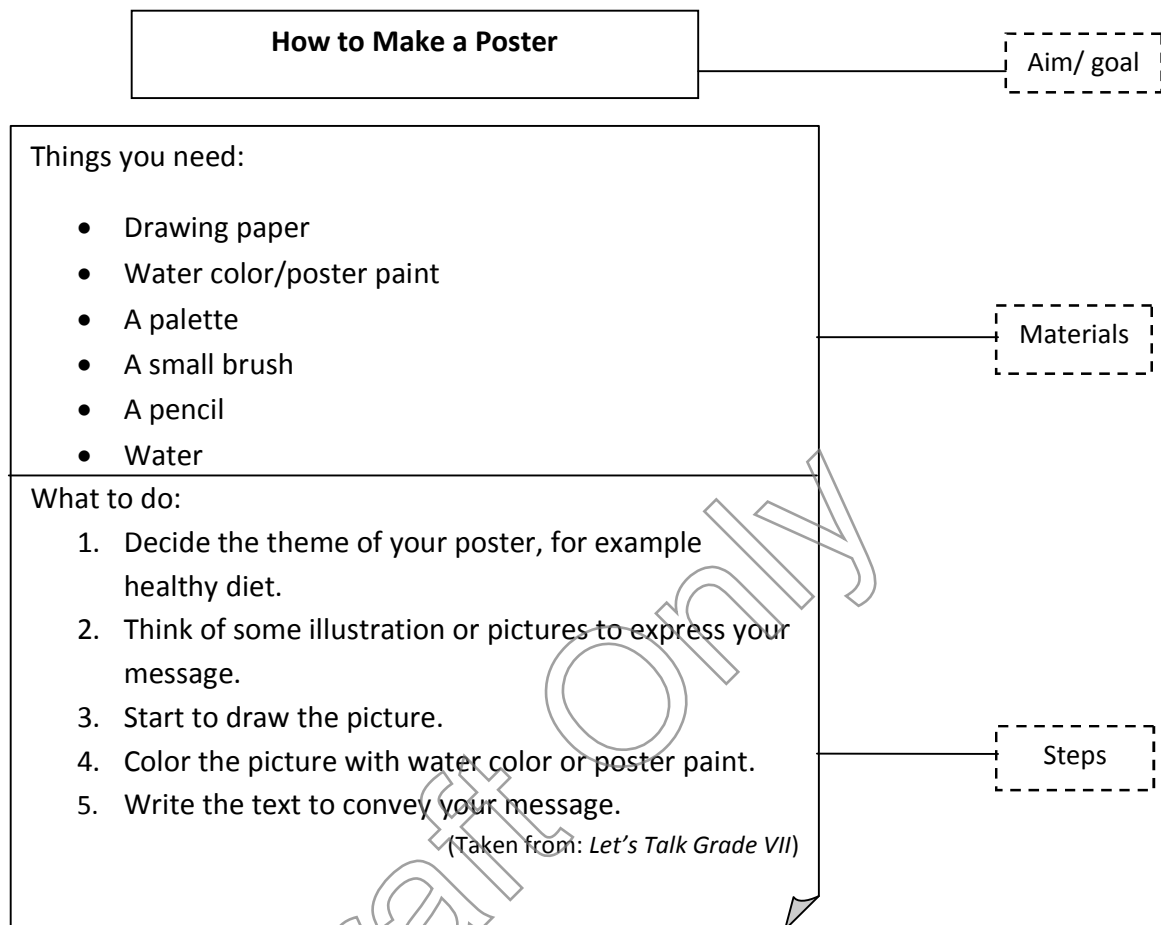 How to Make a Poster
Aim/ goal
Things you need:
• Drawing paper
• Water color/poster paint
• A palette
• A small brush
• A pencil
• Water
Materials
What to do:
1. Decide the theme of your poster, for example
healthy diet.
2. Think of some illustration or pictures to express your
message.
3. Start to draw the picture.
4. Color the picture with water color or poster paint.
5. Write the text to convey your message.
(Taken from: Let's Talk Grade VII)
Steps
raft Only